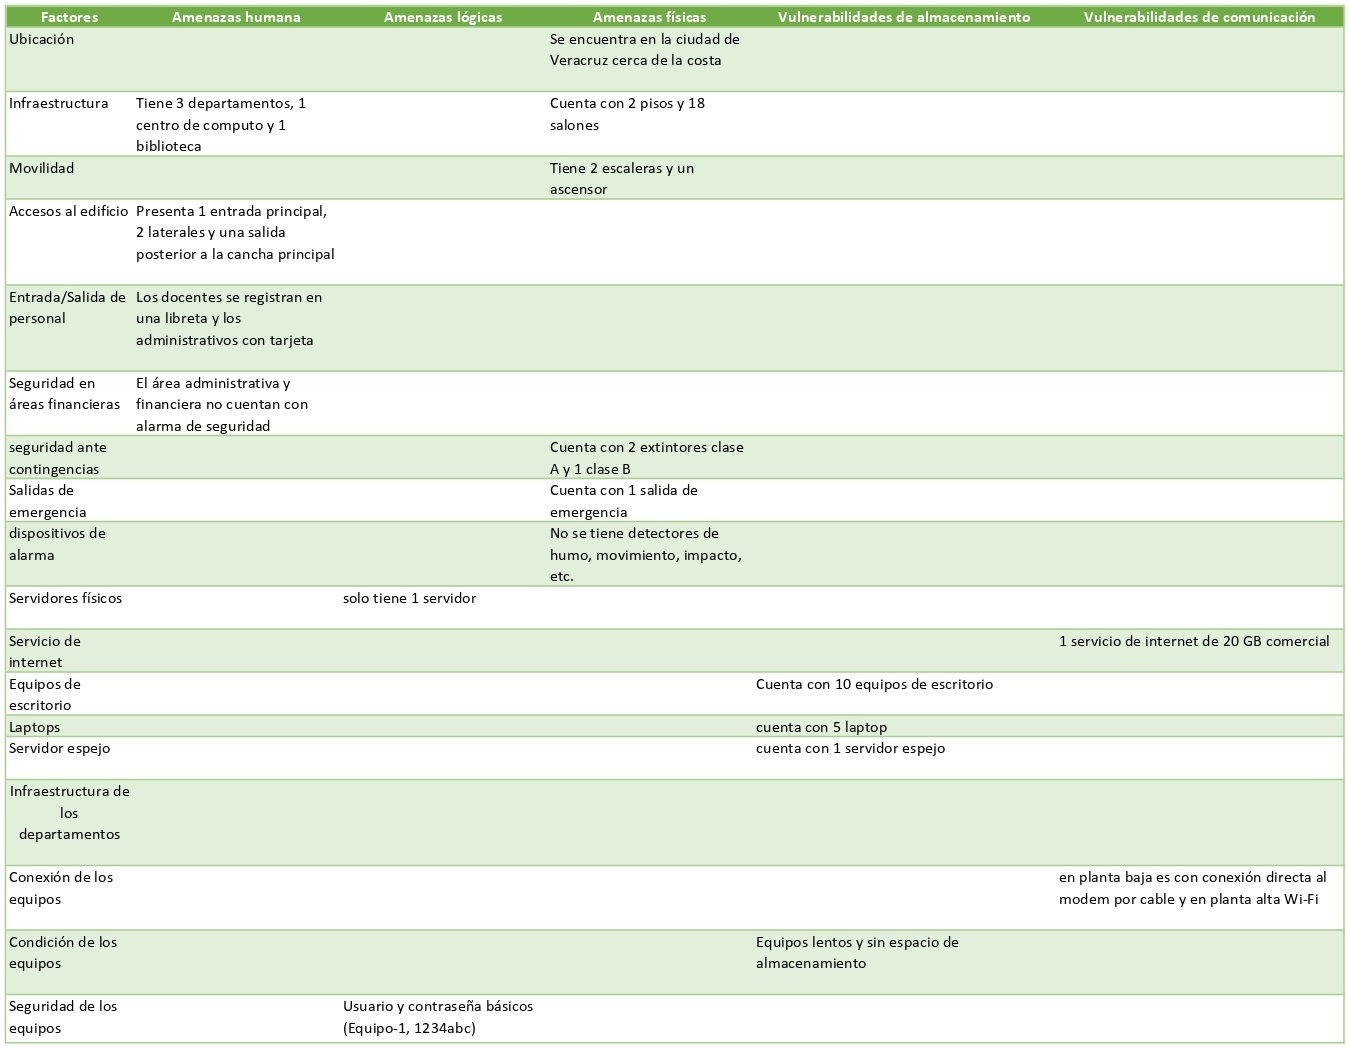 Factores Amenazas humana Amenazas lógicas Amenazas físicas Vulnerabilidades de almacenamiento Vulnerabilidades de comunicación
Ubicación
Se encuentra en la ciudad de
Veracruz cerca de la costa
Infraestructura
Tiene 3 departamentos, 1
centro de computo y 1
biblioteca
Cuenta con 2 pisos y 18
salones
Movilidad
Tiene 2 escaleras y un
ascensor
Accesos al edificio
Presenta 1 entrada principal,
2 laterales y una salida
posterior a la cancha principal
Entrada/Salida de
personal
Los docentes se registran en
una libreta y los
administrativos con tarjeta
Seguridad en
áreas financieras
El área administrativa y
financiera no cuentan con
alarma de seguridad
seguridad ante
contingencias
Cuenta con 2 extintores clase
A y 1 clase B
Salidas de
emergencia
Cuenta con 1 salida de
emergencia
dispositivos de
alarma
No se tiene detectores de
humo, movimiento, impacto,
etc.
Servidores físicos
solo tiene 1 servidor
Servicio de
internet
1 servicio de internet de 20 GB comercial
Equipos de
escritorio
Cuenta con 10 equipos de escritorio
Laptops
cuenta con 5 laptop
Servidor espejo
cuenta con 1 servidor espejo
Infraestructura de
los
departamentos
Conexión de los
equipos
en planta baja es con conexión directa al
modem por cable y en planta alta Wi-Fi
Condición de los
equipos
Equipos lentos y sin espacio de
almacenamiento
Seguridad de los
equipos
Usuario y contraseña básicos
(Equipo-1, 1234abc)